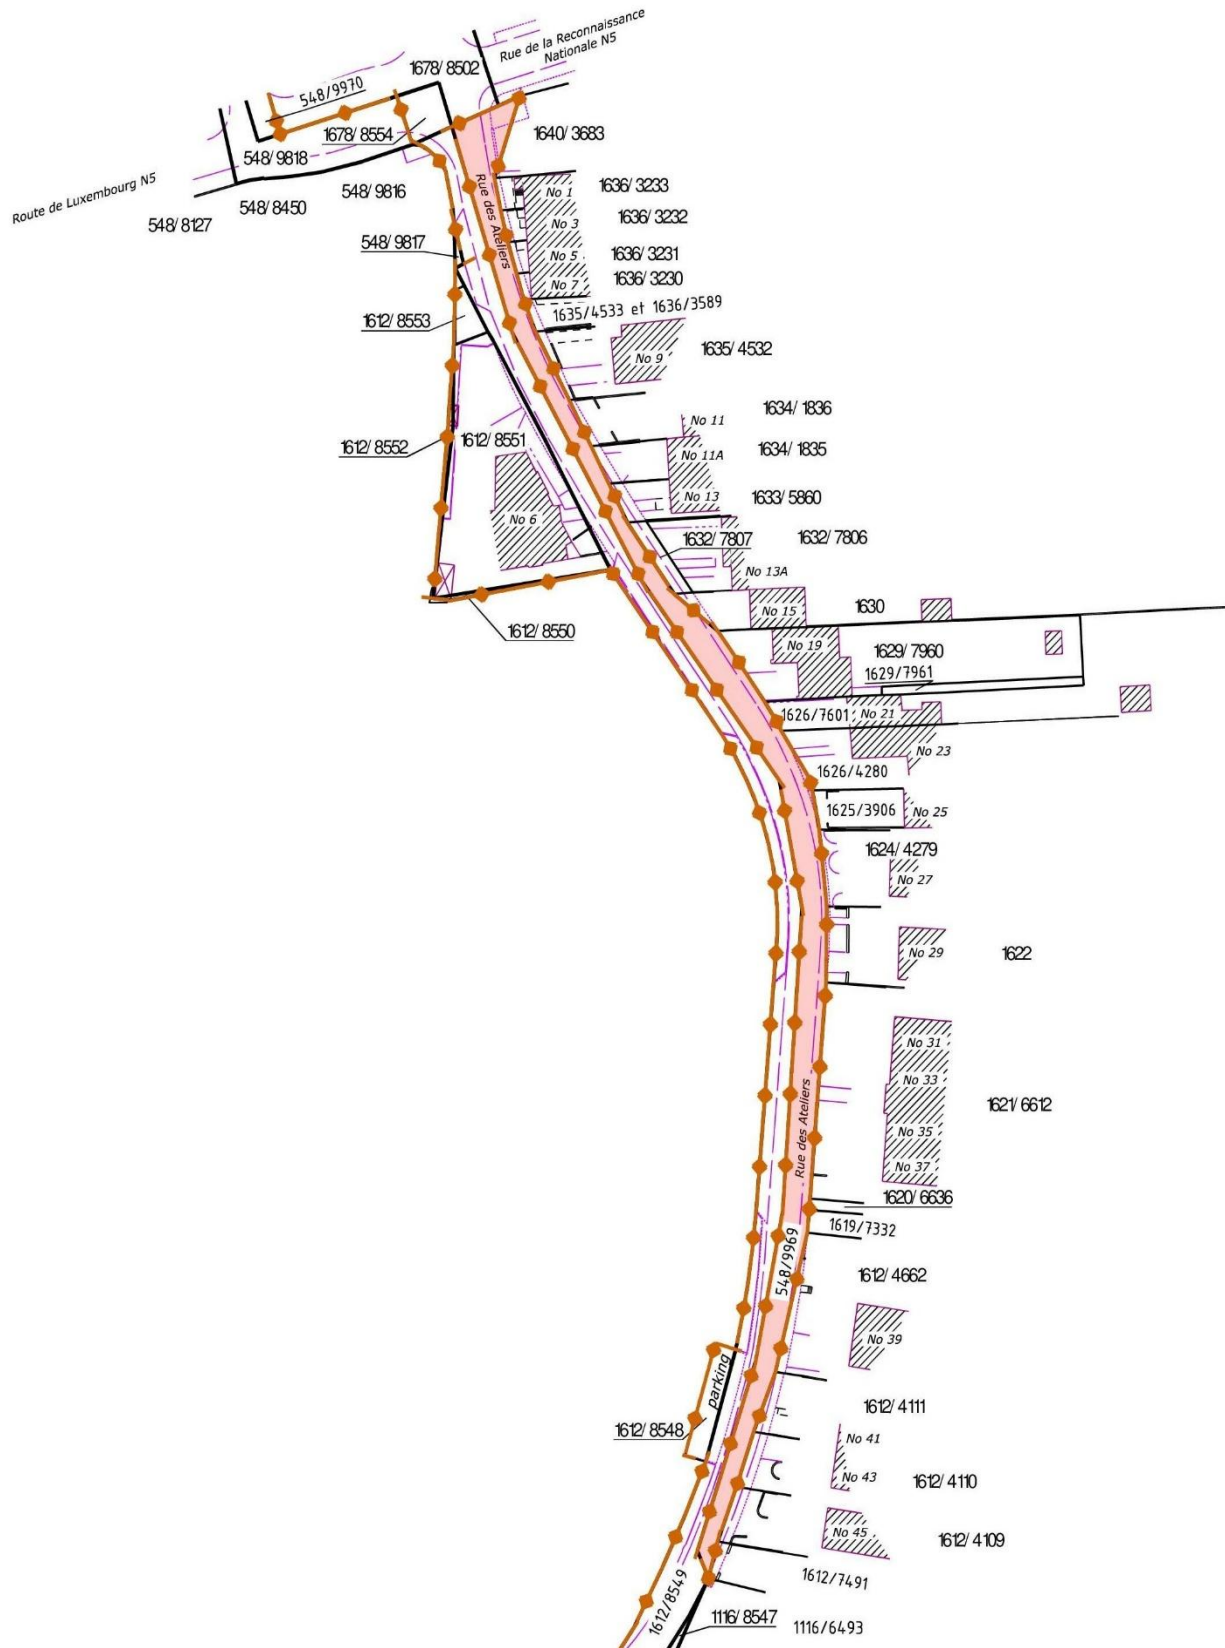 Rue de la Reconnaissance
Nationale N5
1678/8502
548/9970
1678/8554
1640/3683
548/9818
Route de Luxembourg N5
548/8127
548/8450
548/9816
Rue des Ateliers
No 1
1636/3233
No 3
1636/3232
548/9817
No 5
1636/3231
No 7
1636/3230
1635/4533 et 1636/3589
1612/8553
No 9
1635/4532
No 11
1634/1836
1612/8552
1612/8551
No 11A
1634/1835
No 13
1633/5860
No 6
1632/7807
1632/7806
No 13A
No 15
1630
1612/8550
No 19
1629/7960
1629/7961
1626/7601
No 21
No 23
1626/4280
1625/3906
No 25
1624/4279
No 27
No 29
1622
No 31
No 33
Rue des Ateliers
1621/6612
No 35
No 37
1620/6636
1619/7332
548/9969
1612/4662
No 39
parking
1612/4111
1612/8548
No 41
No 43
1612/4110
No 45
1612/4109
1612/7491
1612/8549
1116/8547
1116/6493